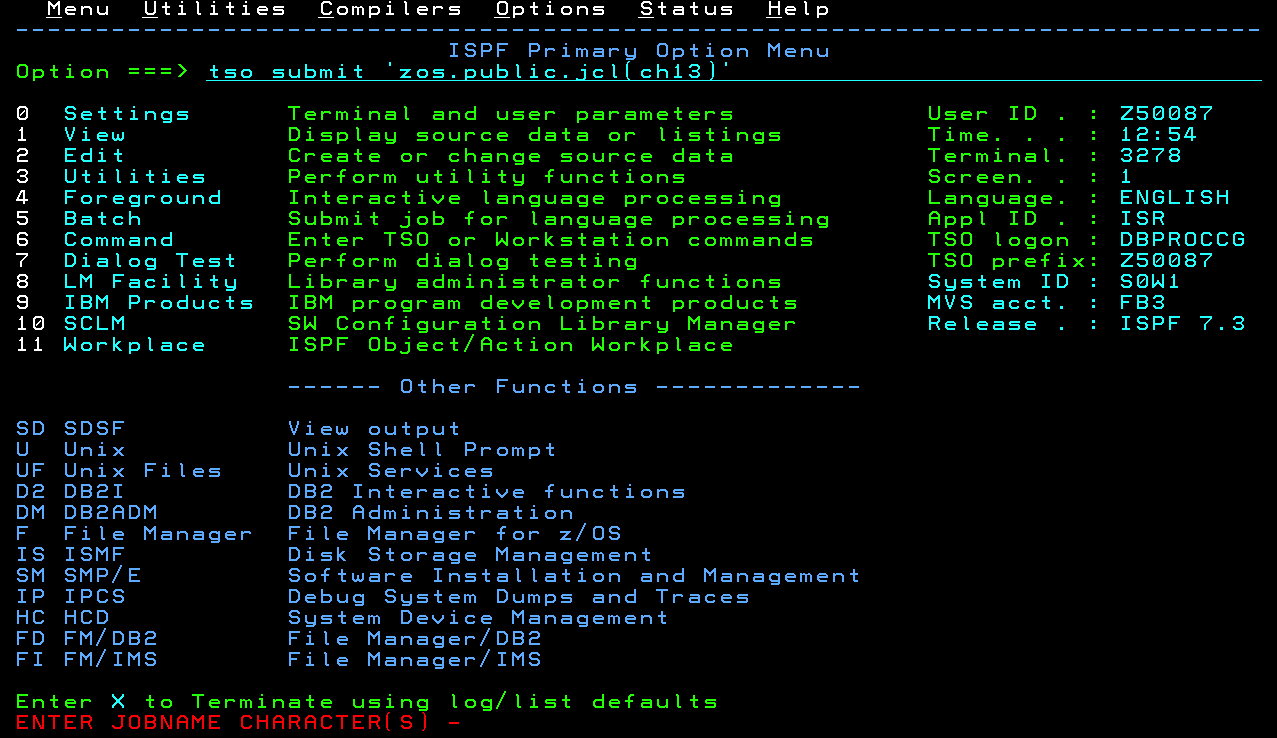 Menu Utilities Compilers Options Status Help
ISPF Primary Option Menu
Option ===> tso submit 'zos.public.jcl(ch13)'
0 Settings Terminal and user parameters User ID . : Z50087
1 View Display source data or listings Time. . . : 12:54
2 Edit Create or change source data Terminal. : 3278
3 Utilities Perform utility functions Screen. . : 1
4 Foreground Interactive language processing Language. : ENGLISH
5 Batch Submit job for language processing Appl ID . : ISR
6 Command Enter TSO or Workstation commands TSO logon : DBPROCCG
7 Dialog Test Perform dialog testing TSO prefix: Z50087
8 LM Facility Library administrator functions System ID : S0W1
9 IBM Products IBM program development products MVS acct. : FB3
10 SCLM SW Configuration Library Manager Release . : ISPF 7.3
11 Workplace ISPF Object/Action Workplace
------ Other Functions -------------
SD SDSF View output
U Unix Unix Shell Prompt
UF Unix Files Unix Services
D2 DB2I DB2 Interactive functions
DM DB2ADM DB2 Administration
F File Manager File Manager for z/OS
IS ISMF Disk Storage Management
SM SMP/E Software Installation and Management
IP IPCS Debug System Dumps and Traces
HC HCD System Device Management
FD FM/DB2 File Manager/DB2
FI FM/IMS File Manager/IMS
Enter X to Terminate using log/list defaults
ENTER JOBNAME CHARACTER(S) -